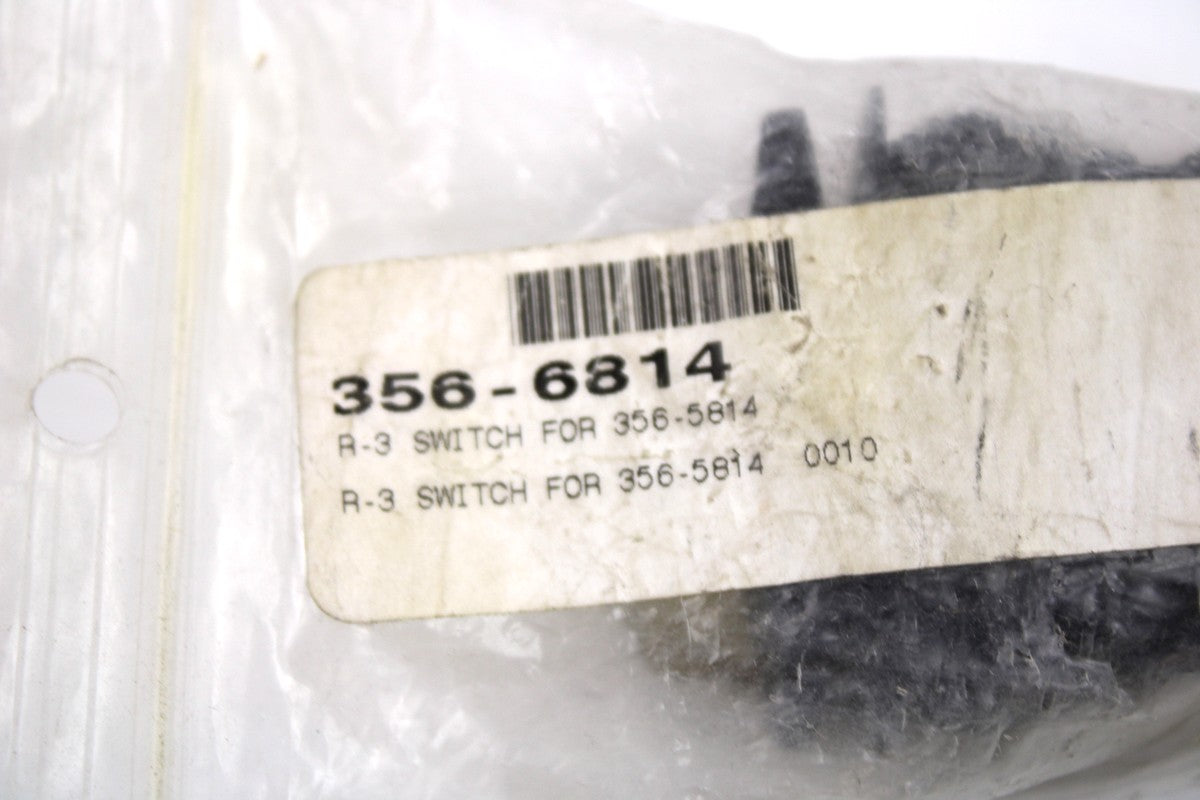 356-6814
R-3 SWITCH FOR 356-5814
R-3 SWITCH FOR 356-5814 0010